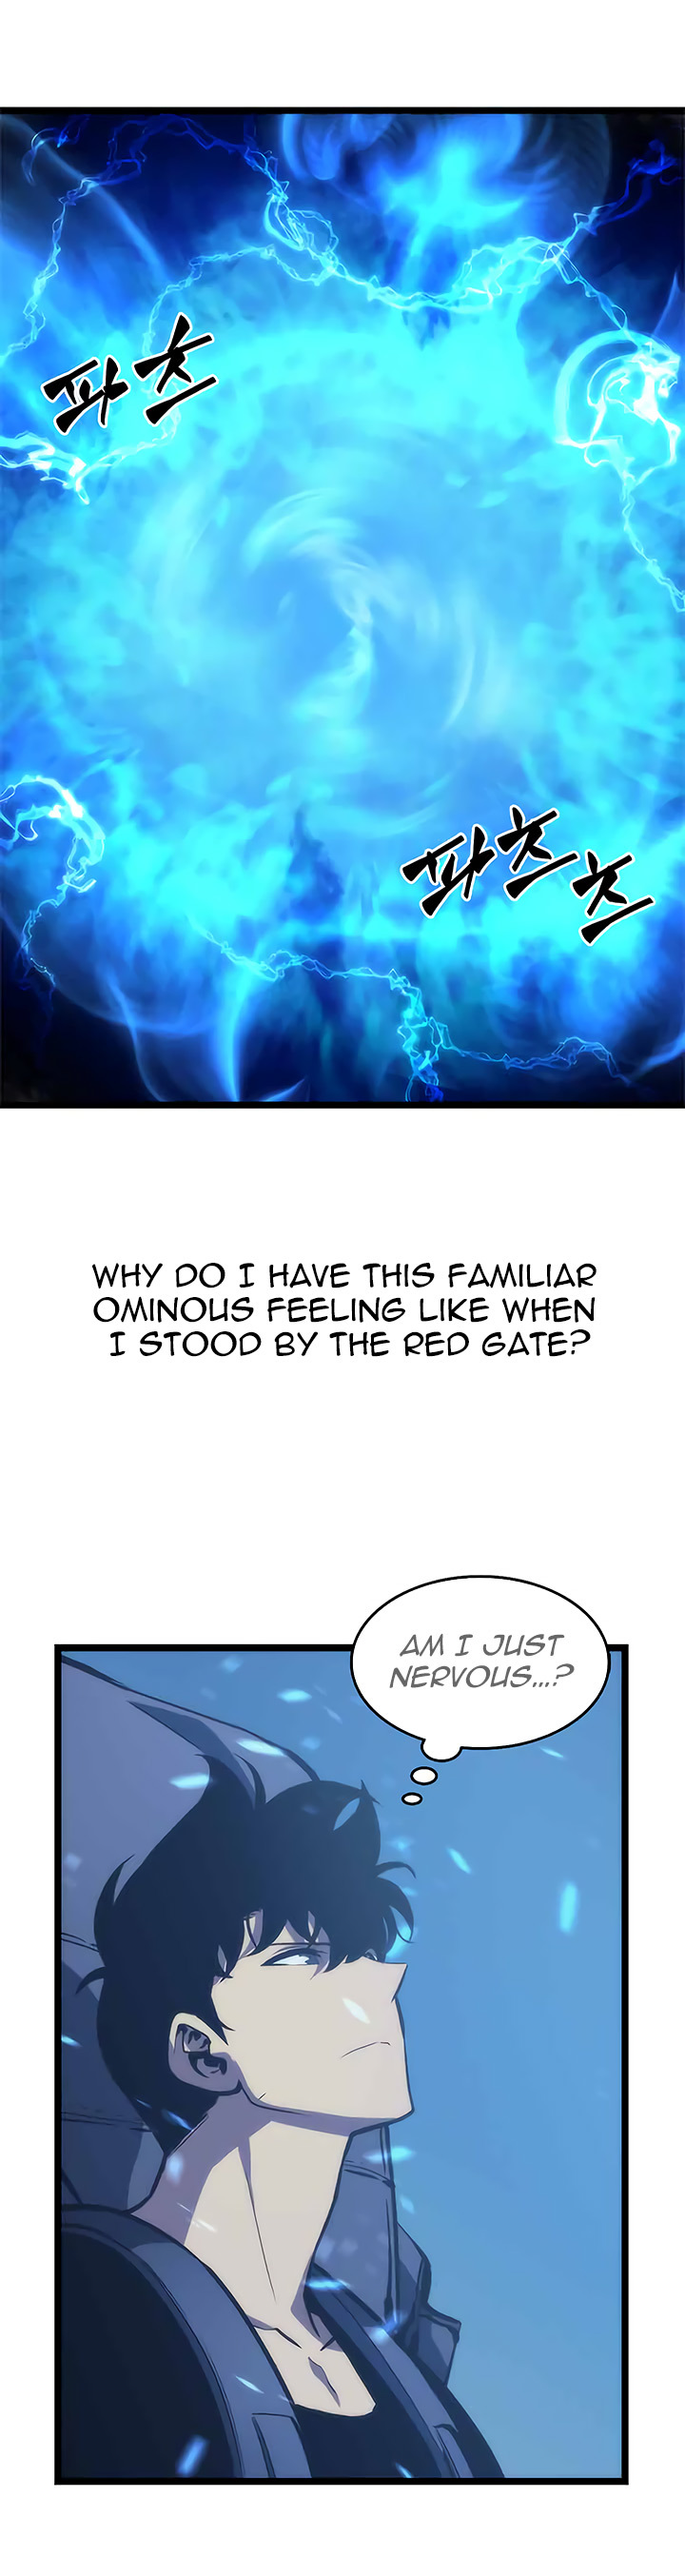 파츠
파츠츠
WHY DO I HAVE THIS FAMILIAR
OMINOUS FEELING LIKE WHEN
I STOOD BY THE RED GATE?
AM I JUST
NERVOUS...?